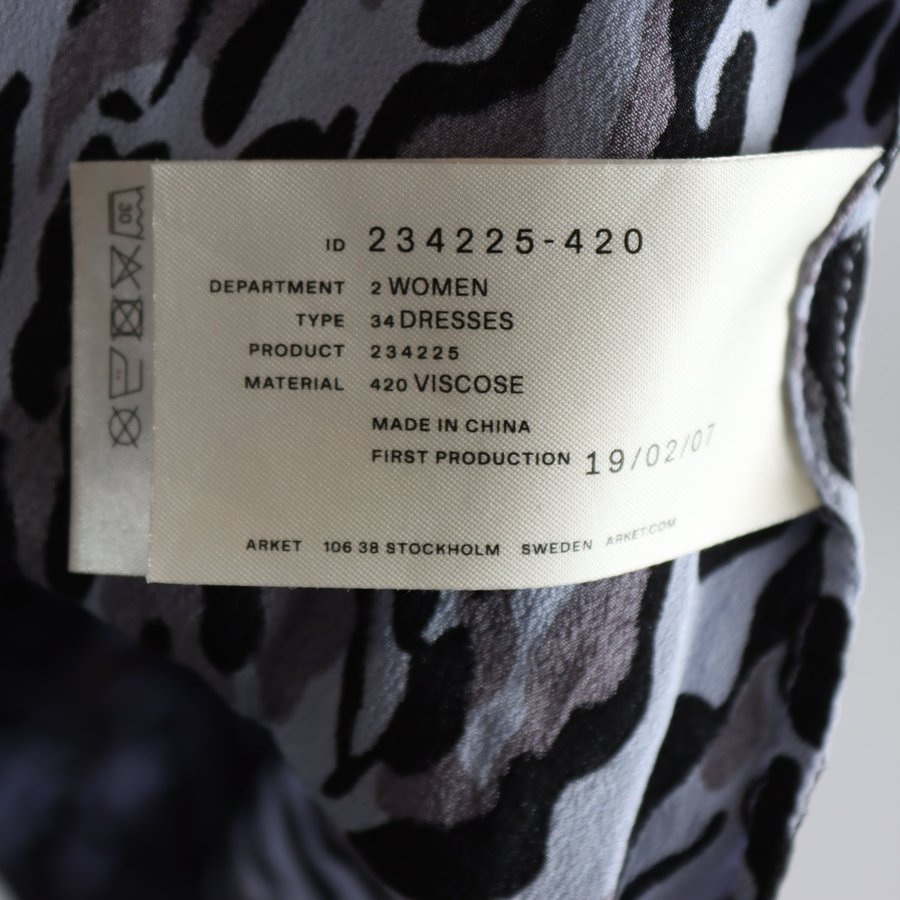 ID 234225-420
DEPARTMENT 2 WOMEN
TYPE 34 DRESSES
PRODUCT 234225
MATERIAL 420 VISCOSE
MADE IN CHINA
FIRST PRODUCTION 19/02/07
ARKET 106 38 STOCKHOLM SWEDEN ARKET.COM
30